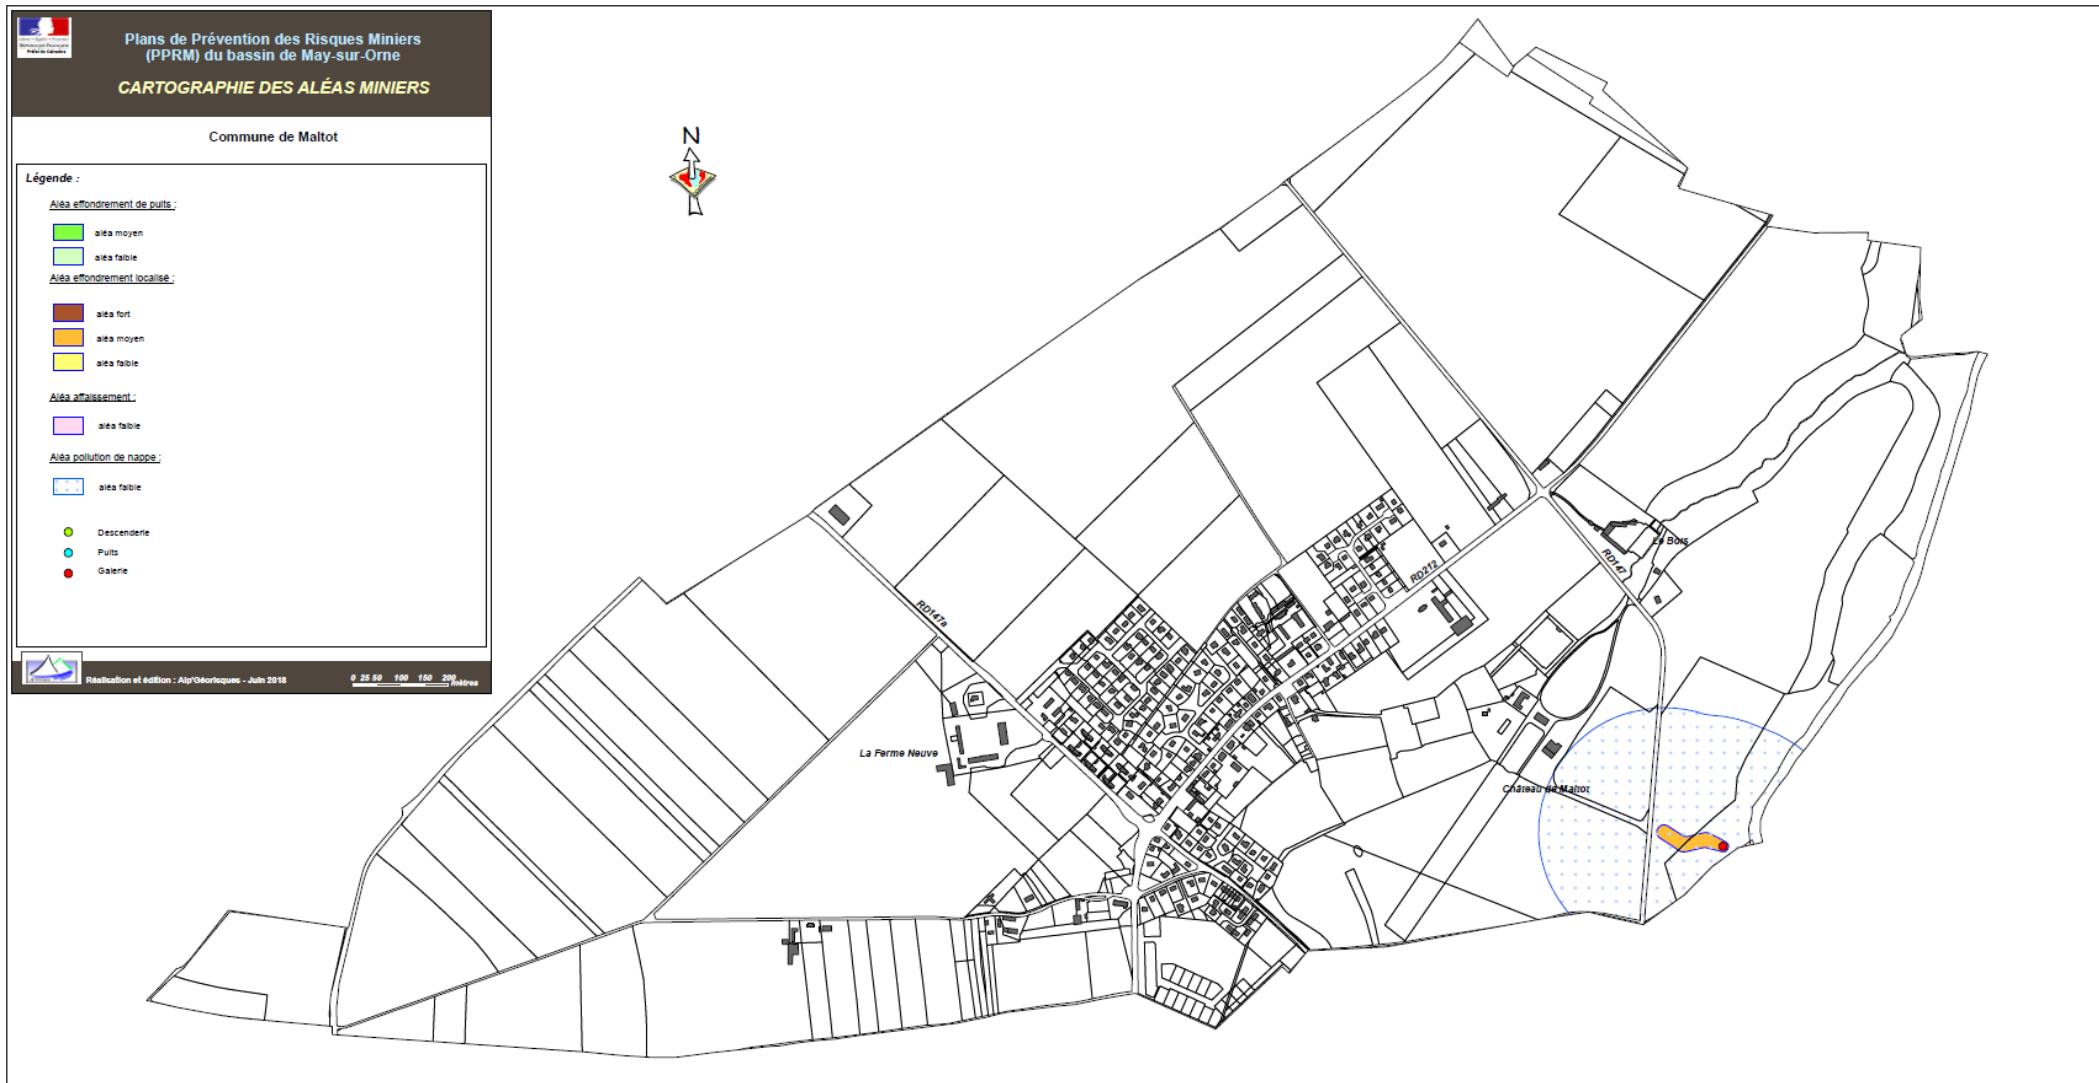 Plans de Prévention des Risques Miniers
(PPRM) du bassin de May-sur-Orne
CARTOGRAPHIE DES ALÉAS MINIERS
Commune de Maltot
Légende :
Aléa effondrement de puits :
aléa moyen
aléa faible
Aléa effondrement localisé :
aléa fort
aléa moyen
aléa faible
Aléa affaissement :
aléa faible
Aléa pollution de nappe :
aléa faible
Descenderie
Puits
Galerie
Réalisation et édition : Alp'Géorisques - Juin 2018
0 25 50 100 150 200
mètres
N
RD147a
RD212
RD147
Le Bois
La Ferme Neuve
Château de Maltot